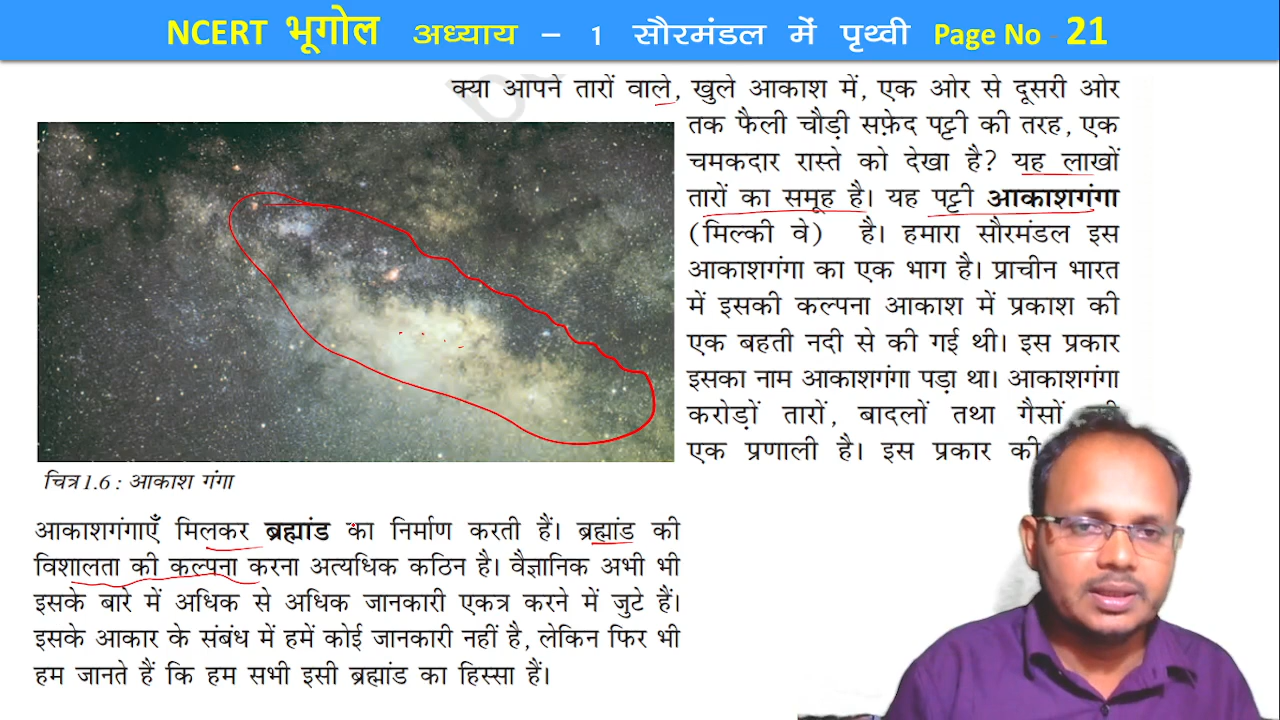 NCERT भूगोल अध्याय – 1 सौरमंडल में पृथ्वी Page No - 21
क्या आपने तारों वाले, खुले आकाश में, एक ओर से दूसरी ओर
तक फैली चौड़ी सफ़ेद पट्टी की तरह, एक
चमकदार रास्ते को देखा है? यह लाखों
तारों का समूह है। यह पट्टी आकाशगंगा
(मिल्की वे) है। हमारा सौरमंडल इस
आकाशगंगा का एक भाग है। प्राचीन भारत
में इसकी कल्पना आकाश में प्रकाश की
एक बहती नदी से की गई थी। इस प्रकार
इसका नाम आकाशगंगा पड़ा था। आकाशगंगा
करोड़ों तारों, बादलों तथा गैसों
एक प्रणाली है। इस प्रकार की
चित्र 1.6 : आकाश गंगा
आकाशगंगाएँ मिलकर ब्रह्मांड का निर्माण करती हैं। ब्रह्मांड की
विशालता की कल्पना करना अत्यधिक कठिन है। वैज्ञानिक अभी भी
इसके बारे में अधिक से अधिक जानकारी एकत्र करने में जुटे हैं।
इसके आकार के संबंध में हमें कोई जानकारी नहीं है, लेकिन फिर भी
हम जानते हैं कि हम सभी इसी ब्रह्मांड का हिस्सा हैं।